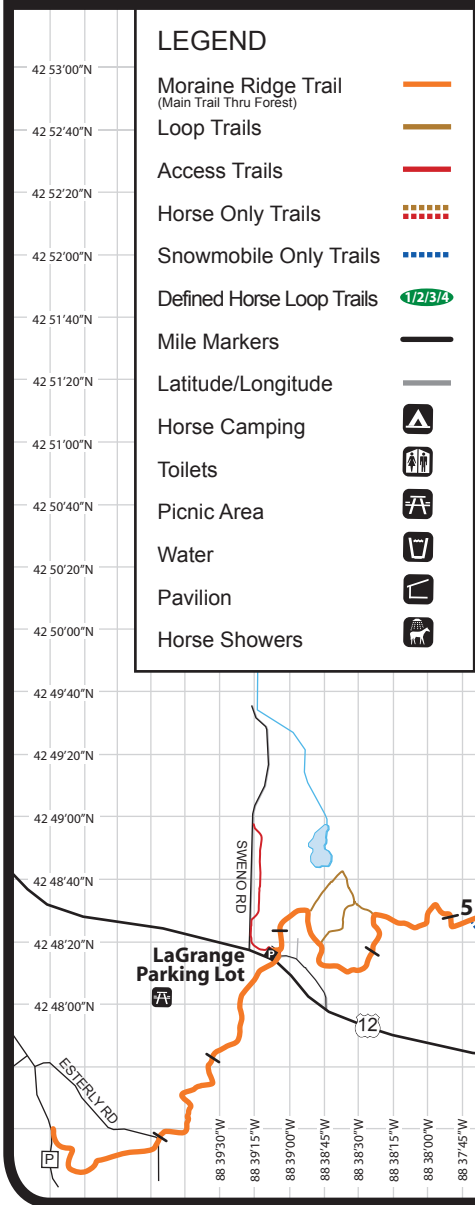 LEGEND
Moraine Ridge Trail
(Main Trail Thru Forest)
Loop Trails
Access Trails
Horse Only Trails
Snowmobile Only Trails
Defined Horse Loop Trails 1/2/3/4
Mile Markers
Latitude/Longitude
Horse Camping
Toilets
Picnic Area
Water
Pavilion
Horse Showers
42 53'00"N
42 52'40"N
42 52'20"N
42 52'00"N
42 51'40"N
42 51'20"N
42 51'00"N
42 50'40"N
42 50'20"N
42 50'00"N
42 49'40"N
42 49'20"N
42 49'00"N
42 48'40"N
42 48'20"N
42 48'00"N
SWENO RD
5
LaGrange
Parking Lot
P
12
ESTERLY RD
P
88 39'30"W
88 39'15"W
88 39'00"W
88 38'45"W
88 38'30"W
88 38'15"W
88 38'00"W
88 37'45"W